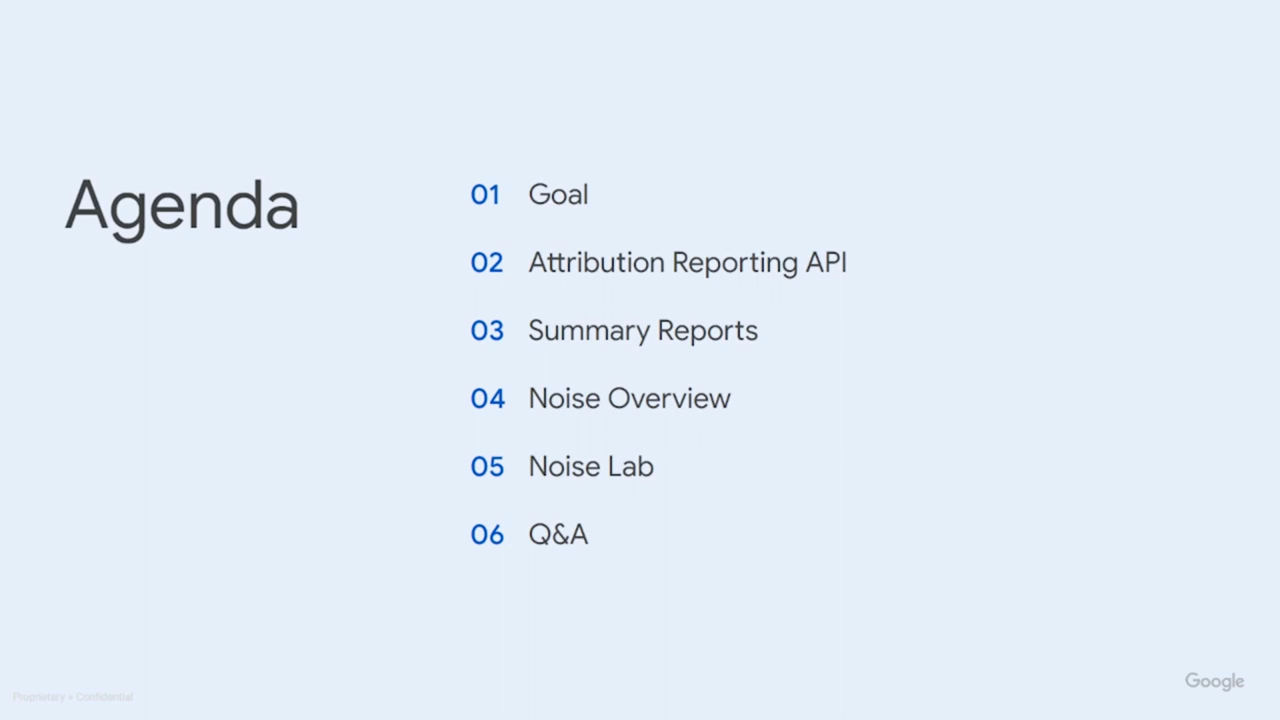 Agenda
01 Goal
02 Attribution Reporting API
03 Summary Reports
04 Noise Overview
05 Noise Lab
06 Q&A
Proprietary + Confidential
Google